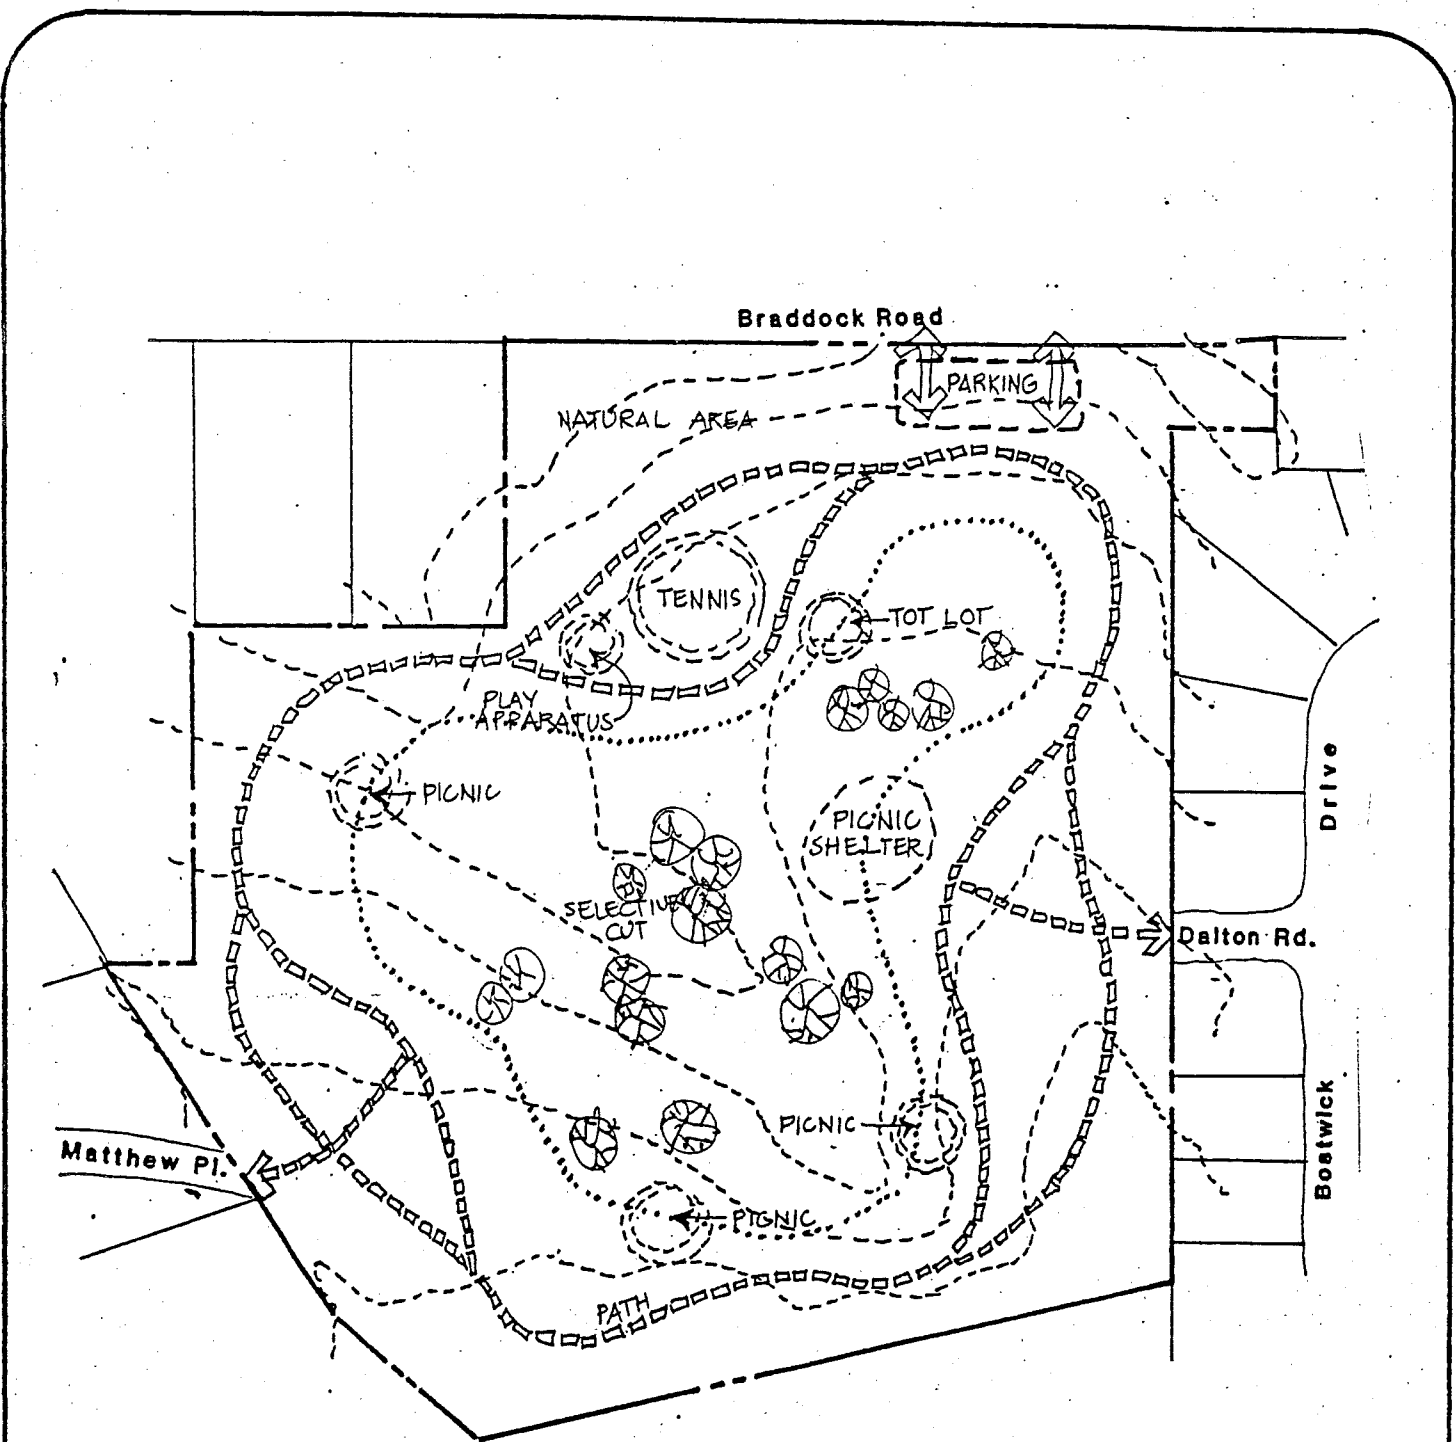 Braddock Road
PARKING
NATURAL AREA
TENNIS
TOT LOT
PLAY
APPARATUS
PICNIC
PICNIC
SHELTER
SELECTIVE
CUT
Drive
Dalton Rd.
PICNIC
Matthew Pl.
Bostwick
PICNIC
PATH